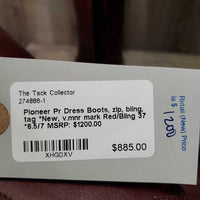 The Tack Collector
274886-1
Pioneer Pr Dress Boots, zip, bling,
tag *New, v.mnr mark Red/Bling 37
*6.5/7 MSRP: $1200.00
$885.00
XHGDXV
Retail (New) Price
is $ 1200